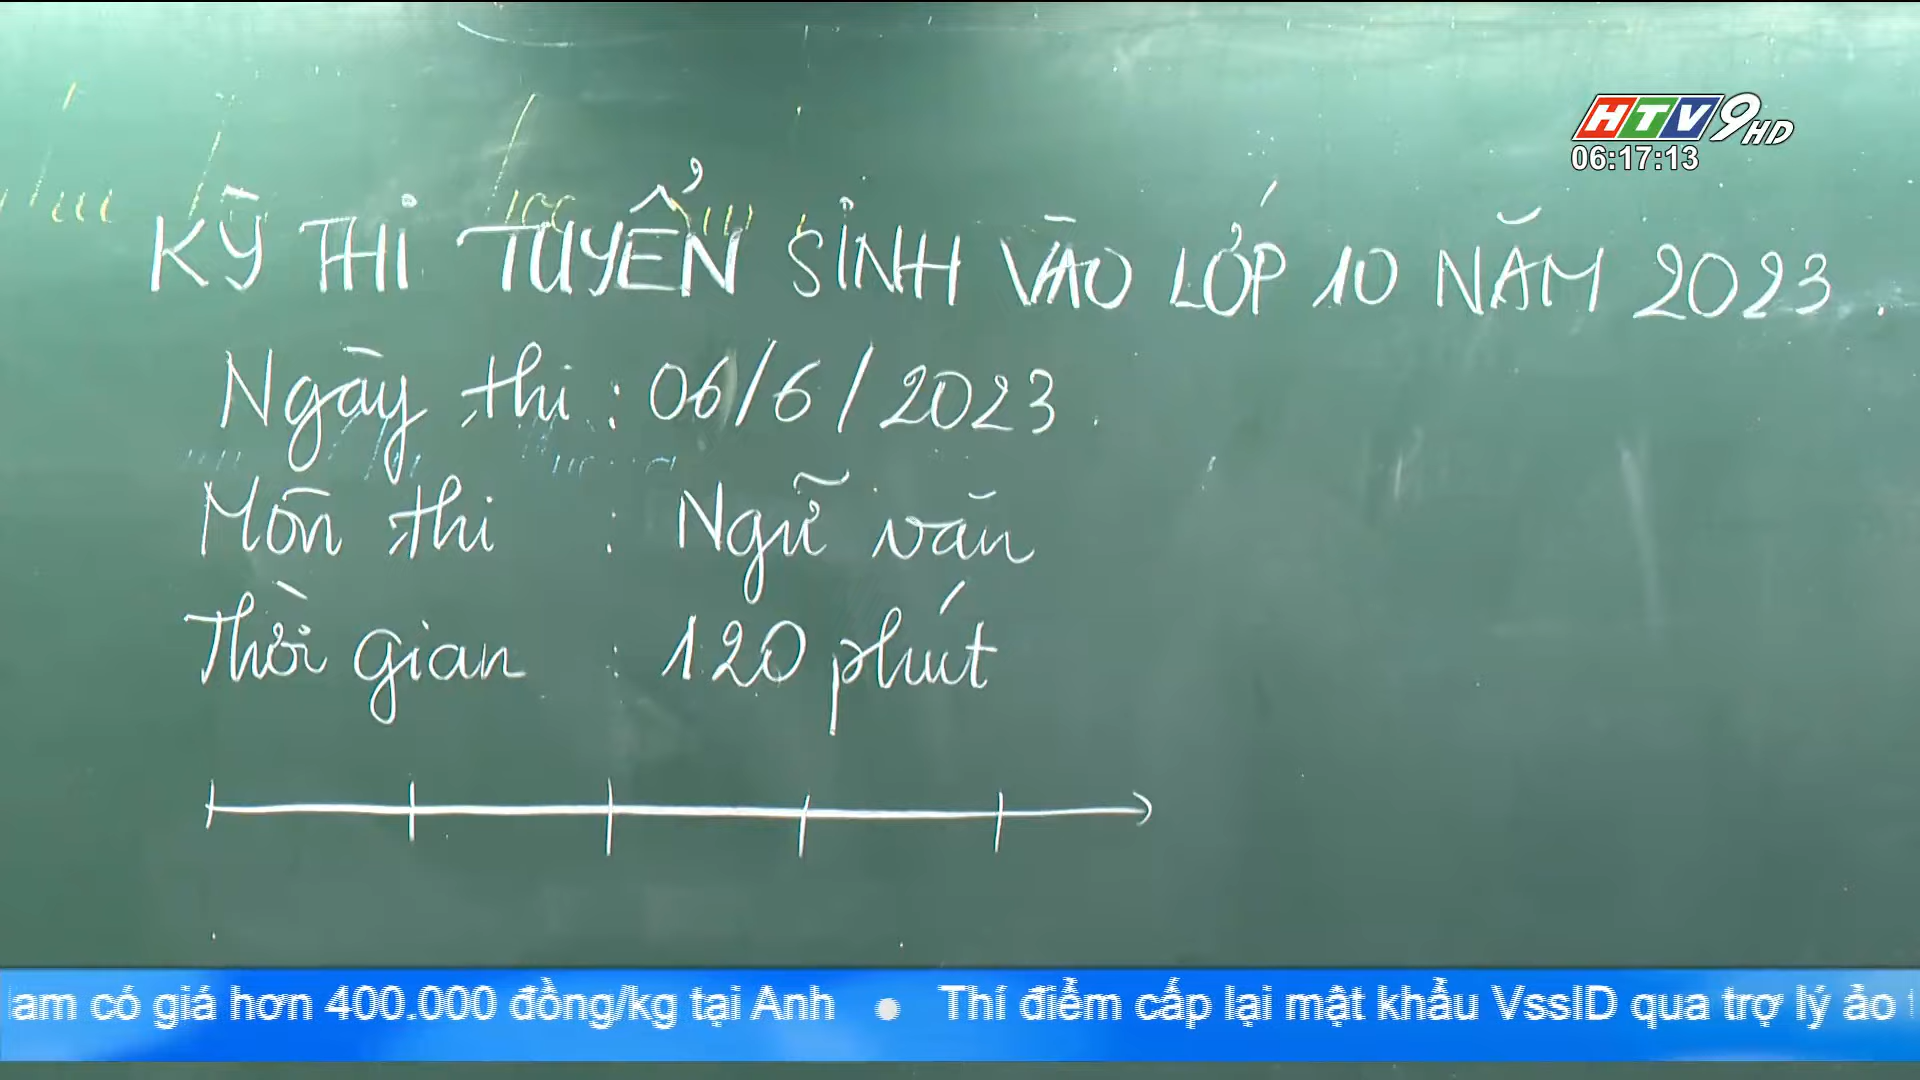 HTV9 HD
06:17:13
KỲ THI TUYỂN SINH VÀO LỚP 10 NĂM 2023.
Ngày thi : 06/6/2023.
Môn thi : Ngữ văn
Thời gian : 120 phút
am có giá hơn 400.000 đồng/kg tại Anh ● Thí điểm cấp lại mật khẩu VssID qua trợ lý ảo